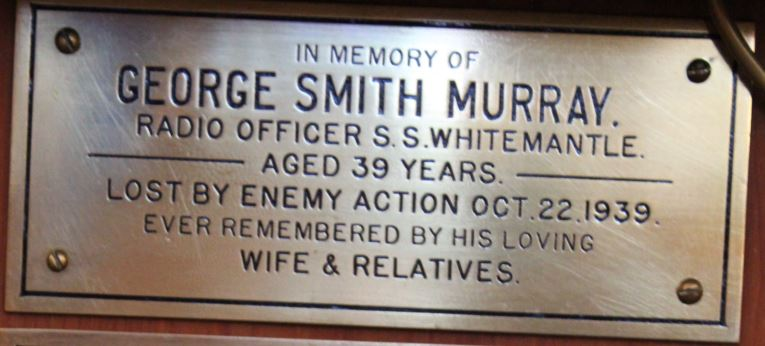 IN MEMORY OF
GEORGE SMITH MURRAY.
RADIO OFFICER S.S.WHITEMANTLE.
AGED 39 YEARS.
LOST BY ENEMY ACTION OCT.22.1939.
EVER REMEMBERED BY HIS LOVING
WIFE & RELATIVES.